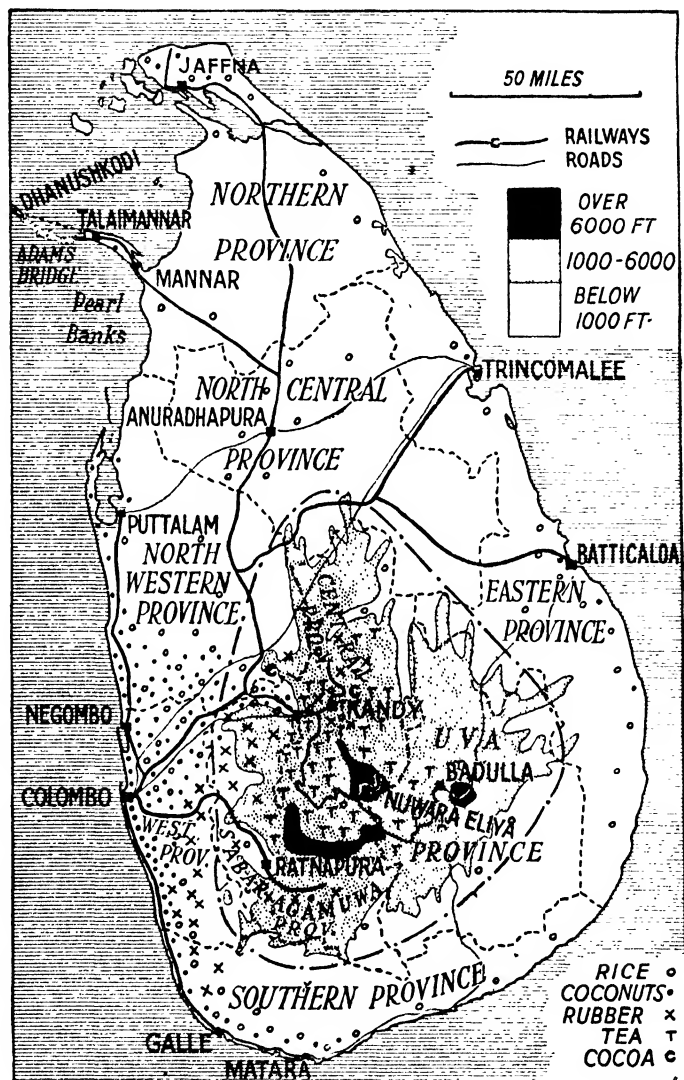 JAFFNA
50 MILES
RAILWAYS
ROADS
DHANUSHKODI
NORTHERN
PROVINCE
OVER
6000 FT
1000-6000
BELOW
1000 FT.
TALAIMANNAR
ADAMS
BRIDGE
MANNAR
Pearl
Banks
TRINCOMALEE
NORTH CENTRAL
ANURADHAPURA
PROVINCE
PUTTALAM
NORTH
WESTERN
PROVINCE
BATTICALOA
EASTERN
PROVINCE
CENTRAL
PROV.
NEGOMBO
KANDY
UVA
BADULLA
COLOMBO
NUWARA ELIYA
PROVINCE
WEST.
PROV.
RATNAPURA
SABARAGAMUWA
PROV.
SOUTHERN PROVINCE
RICE o
COCONUTS •
RUBBER x
TEA T
COCOA c
GALLE
MATARA